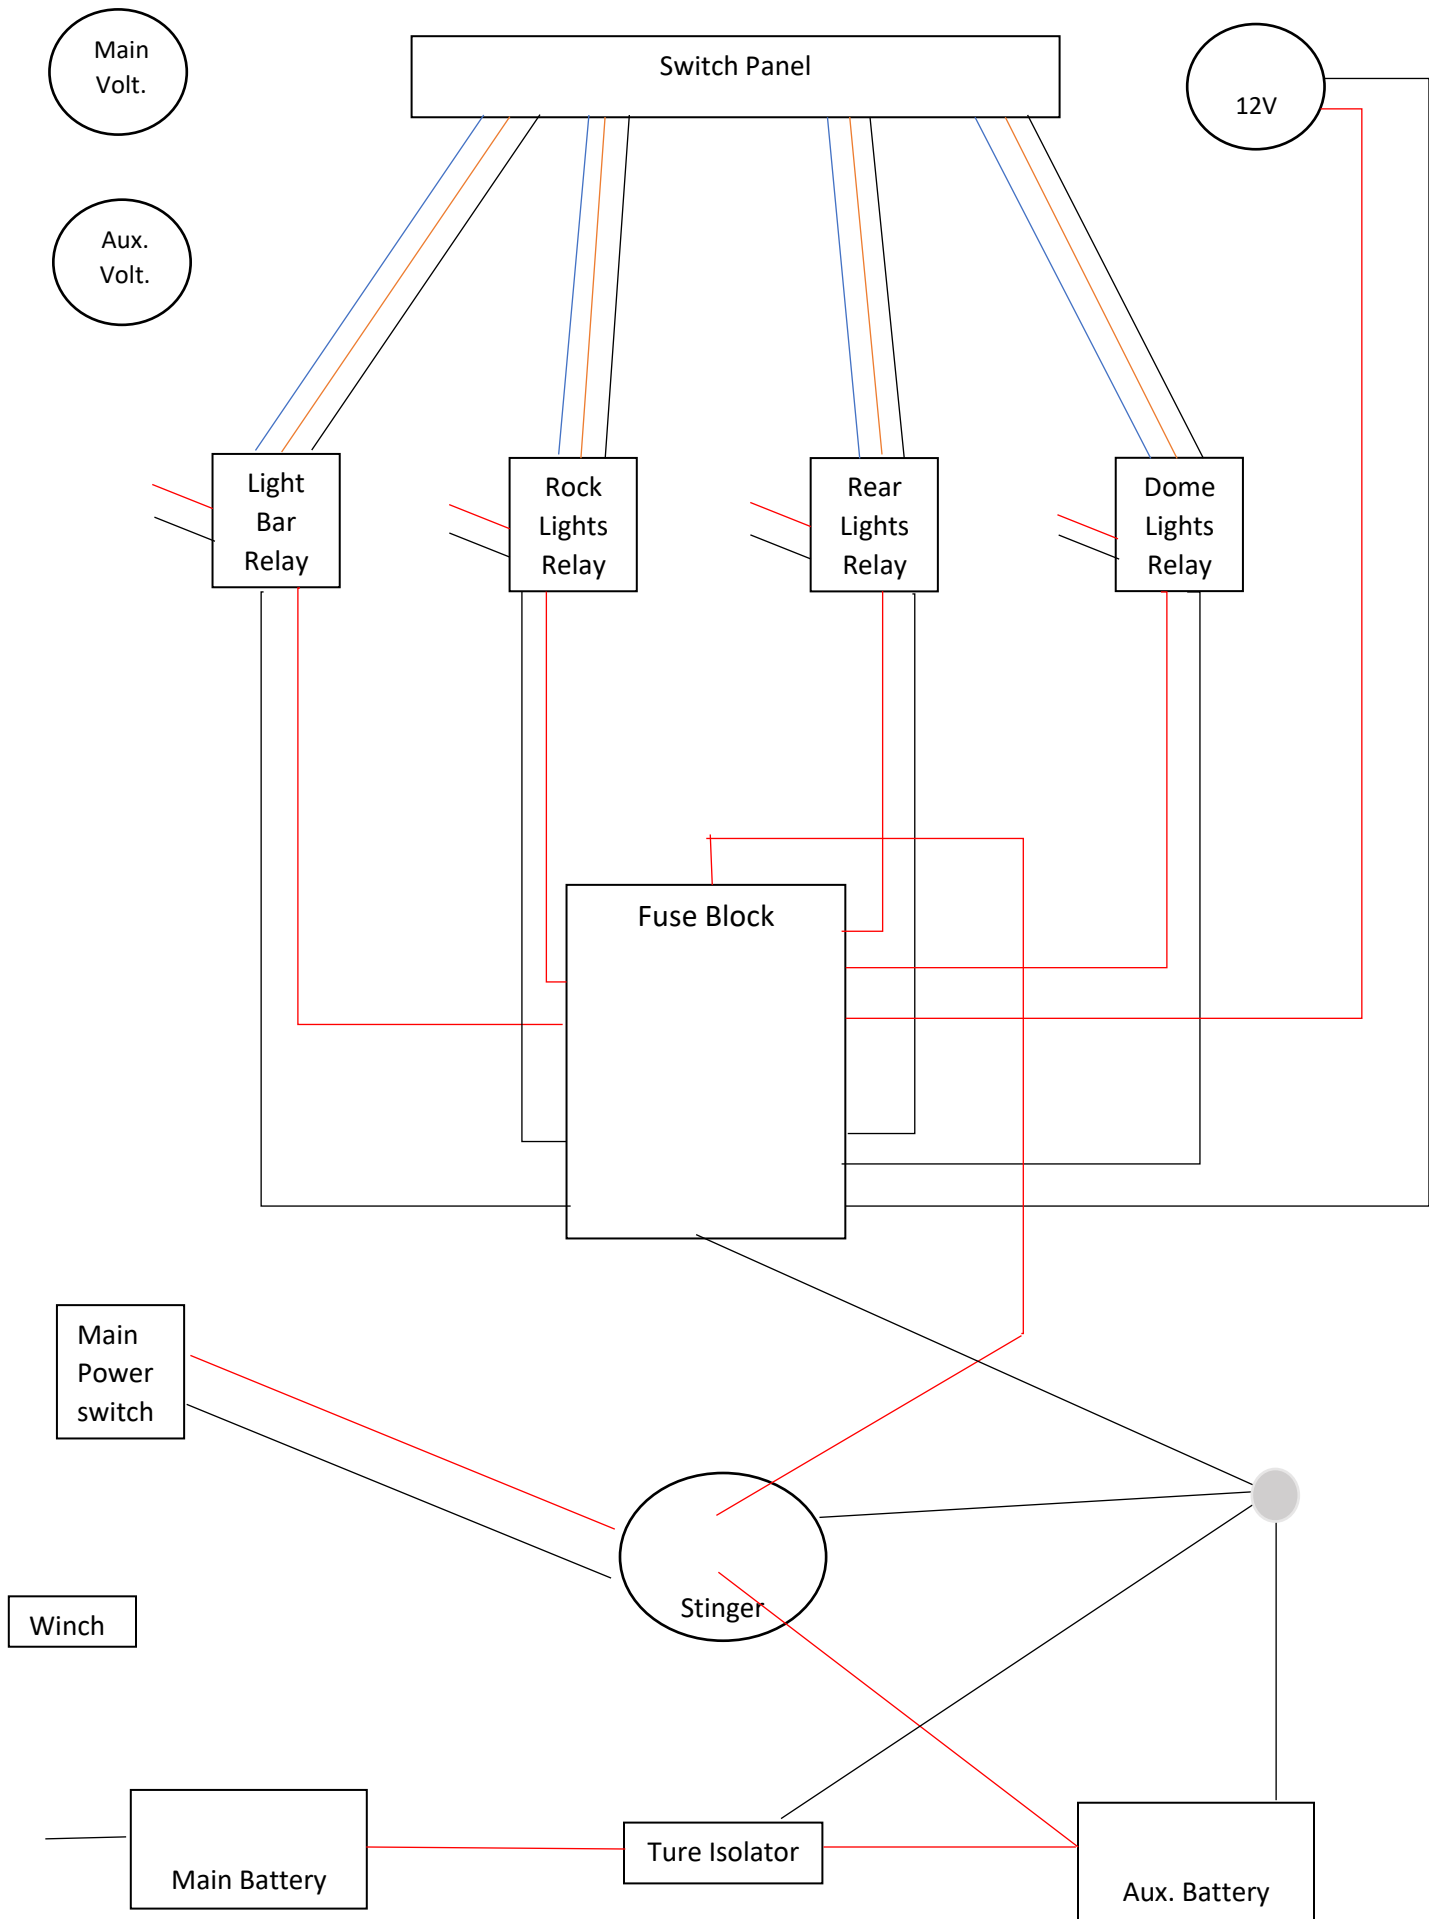 Main
Volt.
Switch Panel
12V
Aux.
Volt.
Light
Bar
Relay
Rock
Lights
Relay
Rear
Lights
Relay
Dome
Lights
Relay
Fuse Block
Main
Power
switch
Stinger
Winch
Main Battery
Ture Isolator
Aux. Battery